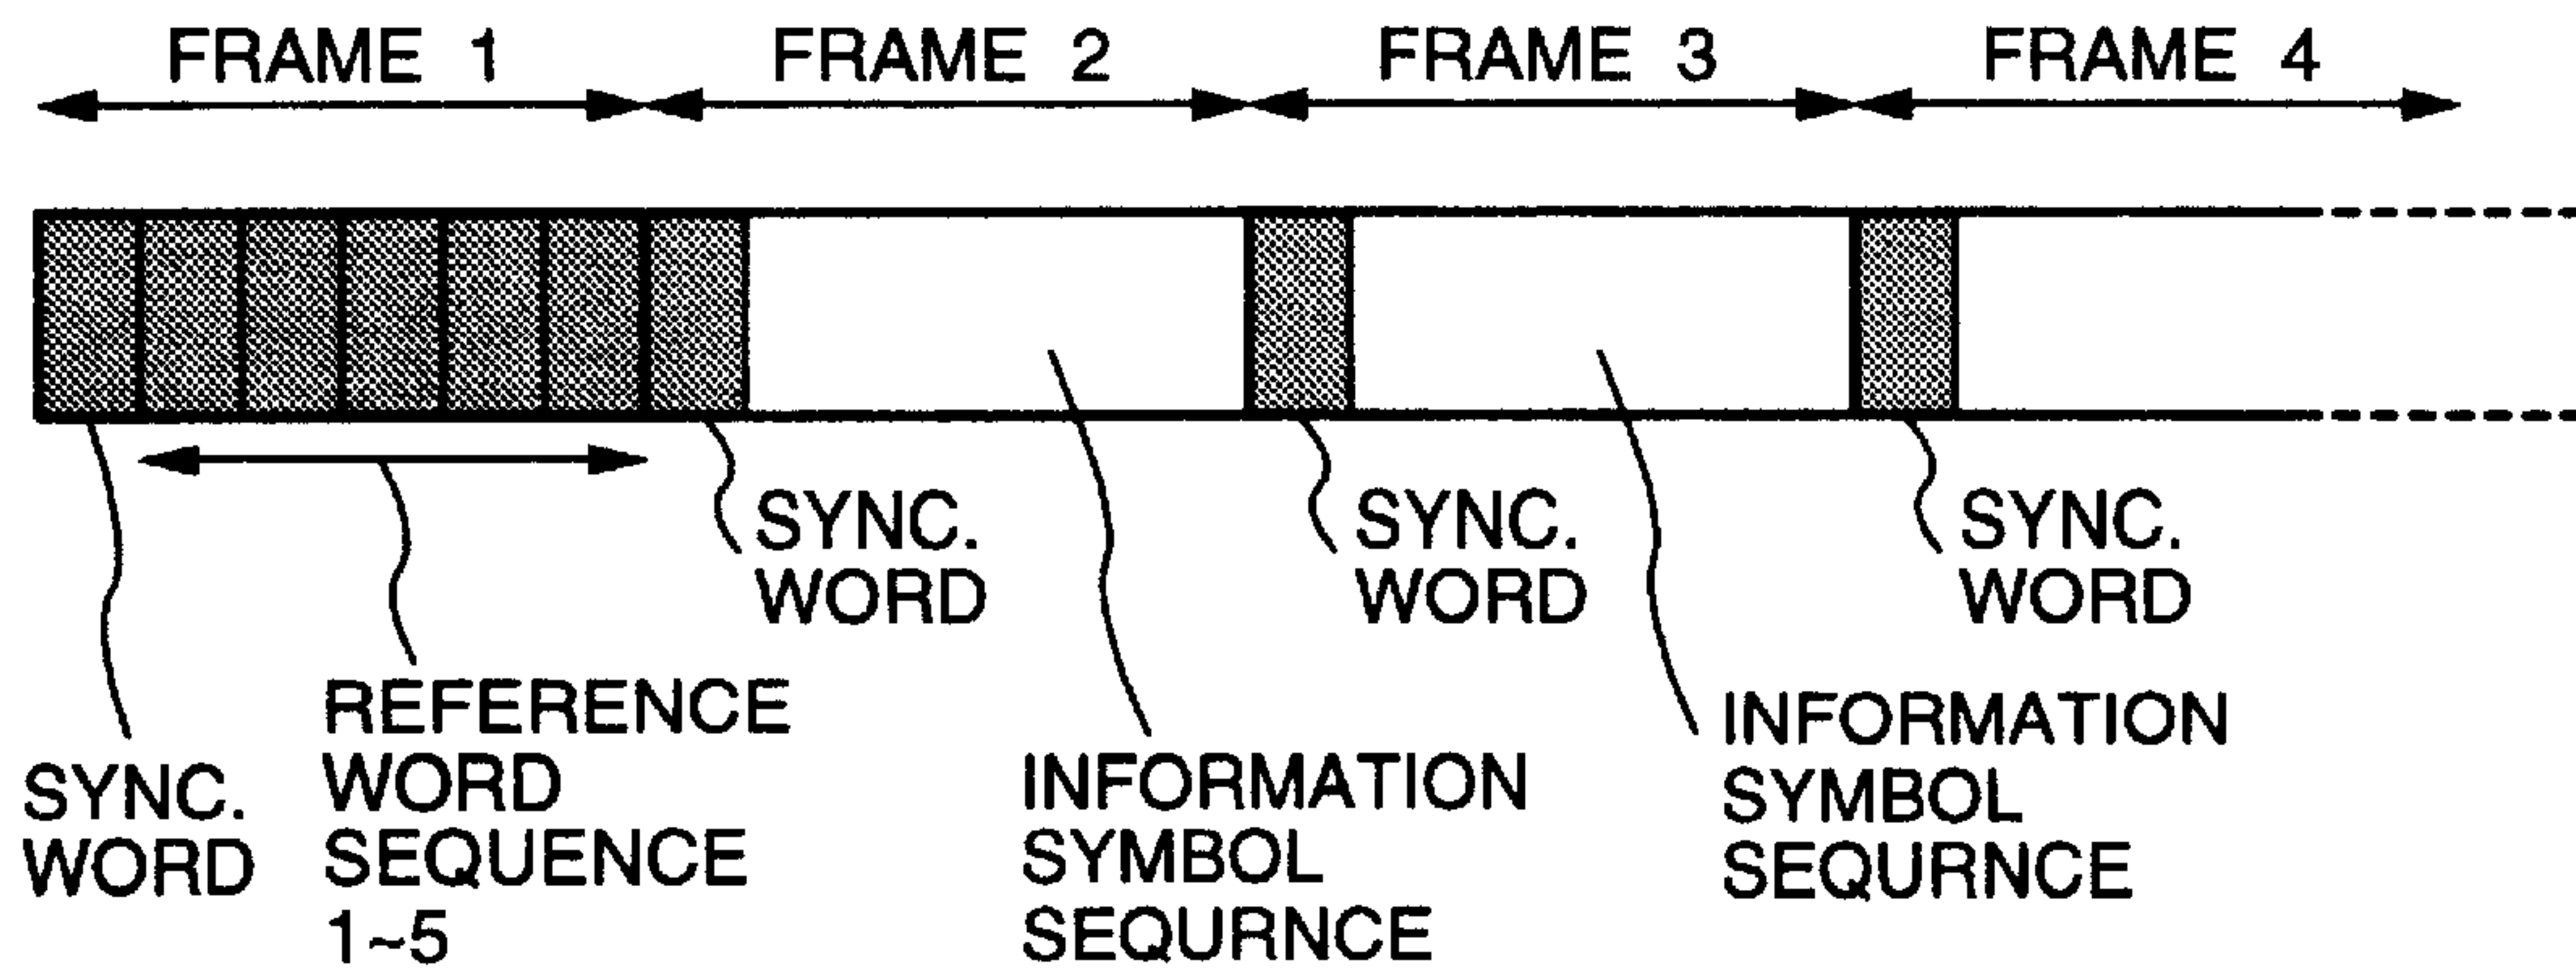 FRAME 1
FRAME 2
FRAME 3
FRAME 4
SYNC.
WORD
REFERENCE
WORD
SEQUENCE
1~5
SYNC.
WORD
INFORMATION
SYMBOL
SEQURNCE
SYNC.
WORD
INFORMATION
SYMBOL
SEQURNCE
SYNC.
WORD